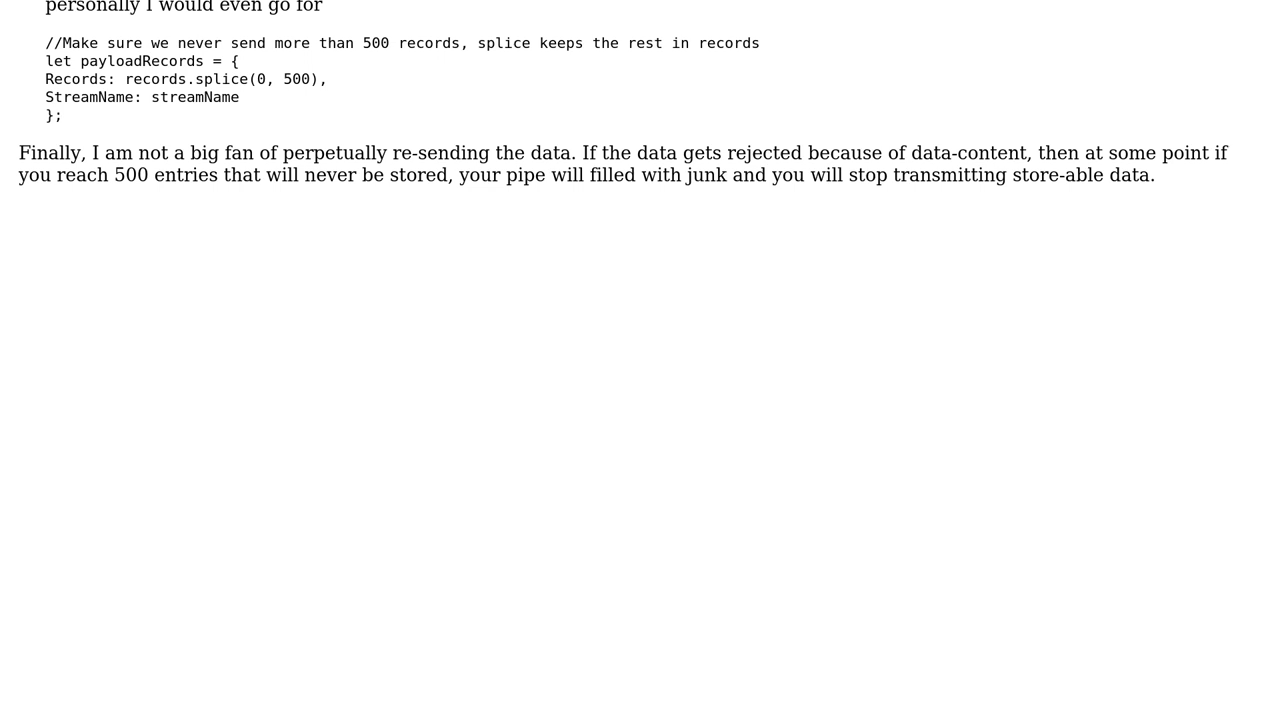 personally I would even go for
//Make sure we never send more than 500 records, splice keeps the rest in records
let payloadRecords = {
Records: records.splice(0, 500),
StreamName: streamName
};
Finally, I am not a big fan of perpetually re-sending the data. If the data gets rejected because of data-content, then at some point if
you reach 500 entries that will never be stored, your pipe will filled with junk and you will stop transmitting store-able data.